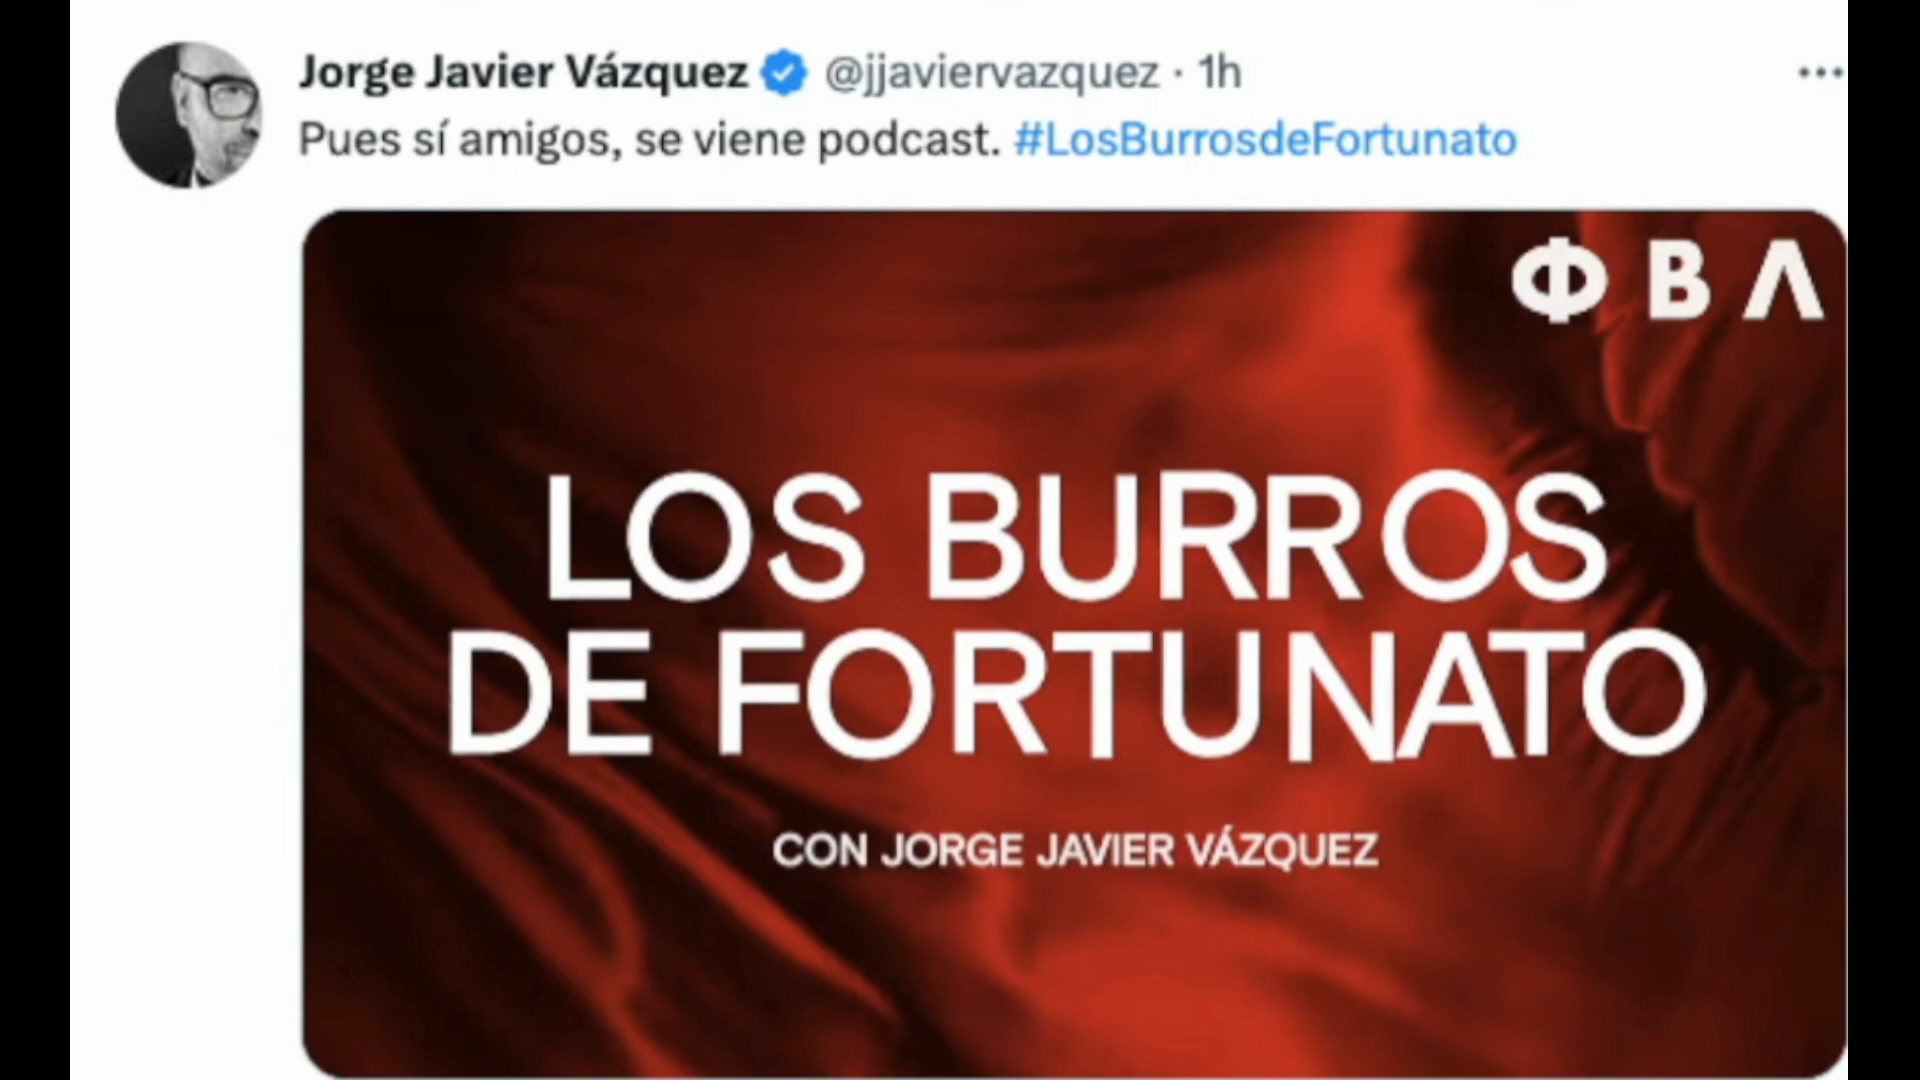 Jorge Javier Vázquez @jjaviervazquez · 1h
Pues sí amigos, se viene podcast. #LosBurrosdeFortunato
Φ B Λ
LOS BURROS
DE FORTUNATO
CON JORGE JAVIER VÁZQUEZ